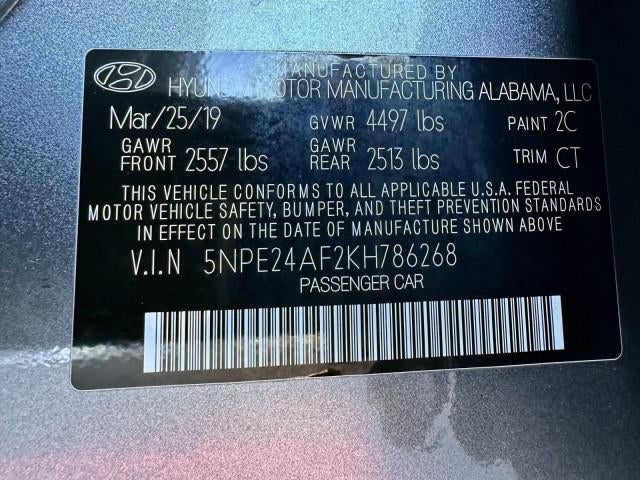 MANUFACTURED BY
HYUNDAI MOTOR MANUFACTURING ALABAMA, LLC
Mar/25/19 GVWR 4497 lbs PAINT 2C
GAWR FRONT 2557 lbs GAWR REAR 2513 lbs TRIM CT
THIS VEHICLE CONFORMS TO ALL APPLICABLE U.S.A. FEDERAL
MOTOR VEHICLE SAFETY, BUMPER, AND THEFT PREVENTION STANDARDS
IN EFFECT ON THE DATE OF MANUFACTURE SHOWN ABOVE
V.I.N 5NPE24AF2KH786268
PASSENGER CAR